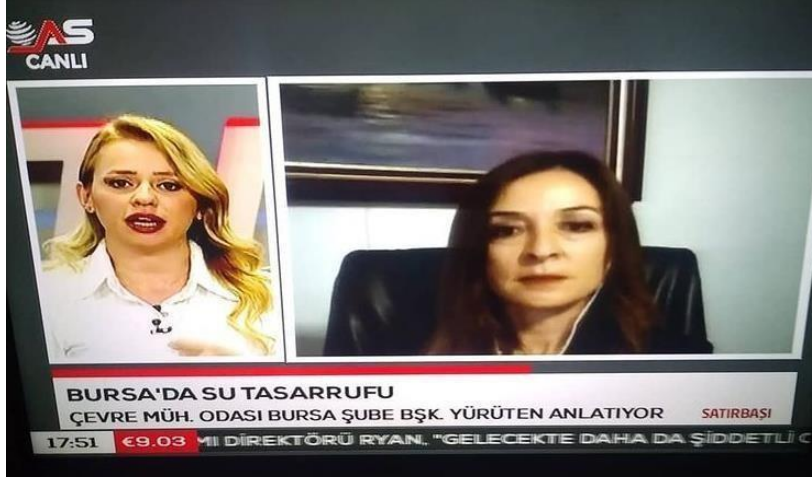 AS
CANLI
BURSA'DA SU TASARRUFU
ÇEVRE MÜH. ODASI BURSA ŞUBE BŞK. YÜRÜTEN ANLATIYOR
SATIRBAŞI
17:51 €9.03 MI DİREKTÖRÜ RYAN, "GELECEKTE DAHA DA ŞİDDETLİ